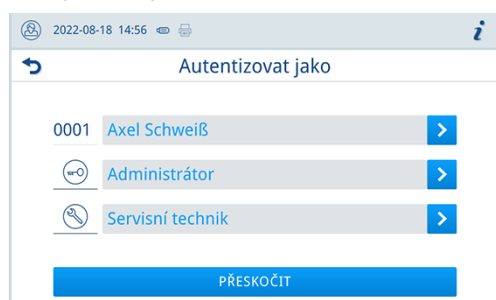 2022-08-18 14:56 i
Autentizovat jako
0001 Axel Schweiß
Administrátor
Servisní technik
PŘESKOČIT